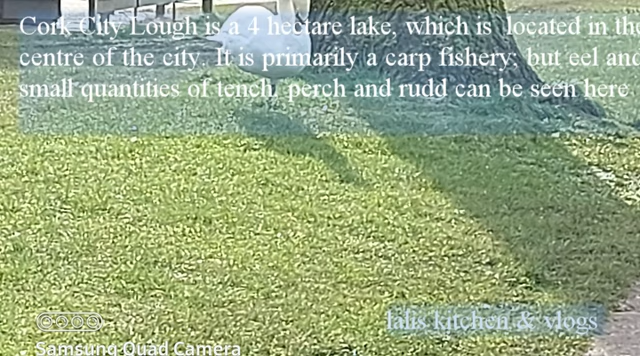 Cork City Lough is a 4 hectare lake, which is located in the
centre of the city. It is primarily a carp fishery; but eel and
small quantities of tench, perch and rudd can be seen here
lalis kitchen & vlogs
Samsung Quad Camera